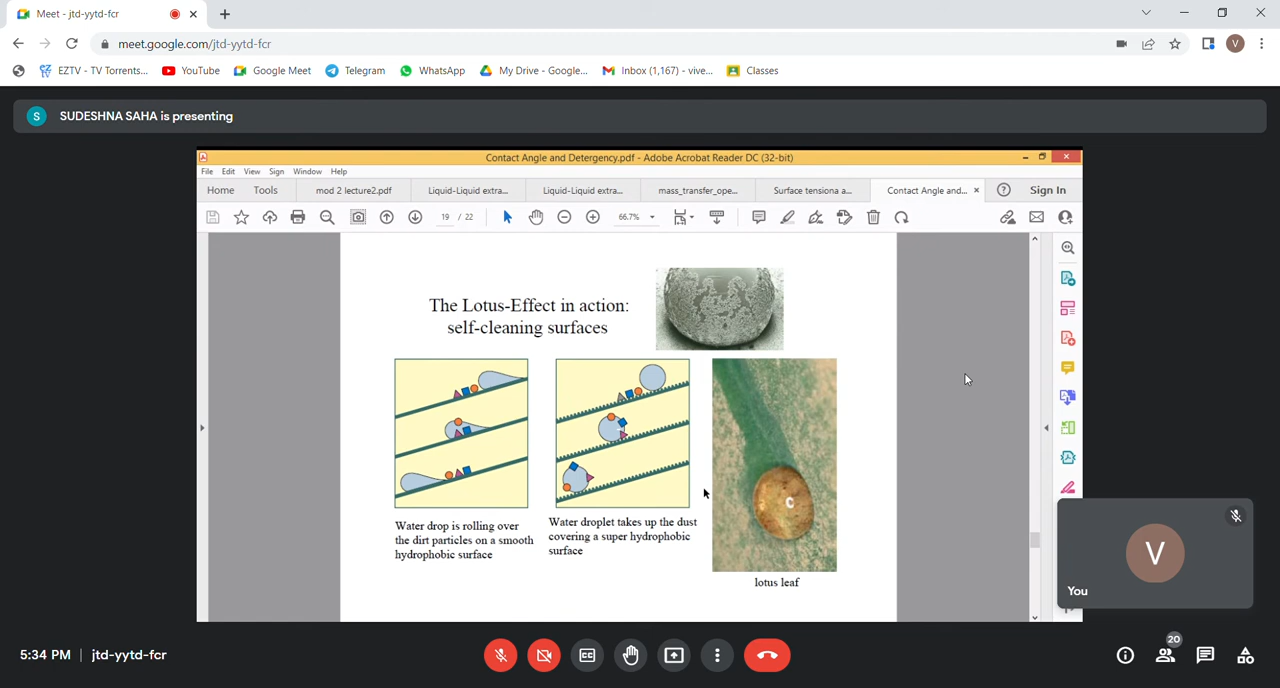 Meet - jtd-yytd-fcr
meet.google.com/jtd-yytd-fcr
V
EZTV - TV Torrents...
YouTube
Google Meet
Telegram
WhatsApp
My Drive - Google...
Inbox (1,167) - vive...
Classes
S
SUDESHNA SAHA is presenting
Contact Angle and Detergency.pdf - Adobe Acrobat Reader DC (32-bit)
File Edit View Sign Window Help
Home Tools mod 2 lecture2.pdf Liquid-Liquid extra... Liquid-Liquid extra... mass_transfer_ope... Surface tensiona a... Contact Angle and... Sign In
19 / 22 66.7%
The Lotus-Effect in action:
self-cleaning surfaces
Water drop is rolling over
the dirt particles on a smooth
hydrophobic surface
Water droplet takes up the dust
covering a super hydrophobic
surface
lotus leaf
V
You
5:34 PM | jtd-yytd-fcr
20